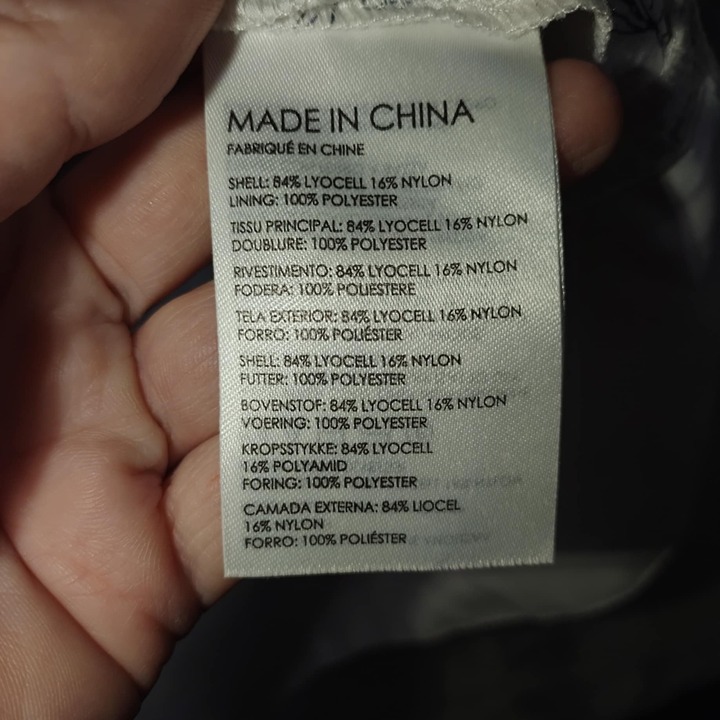 MADE IN CHINA
FABRIQUÉ EN CHINE
SHELL: 84% LYOCELL 16% NYLON
LINING: 100% POLYESTER
TISSU PRINCIPAL: 84% LYOCELL 16% NYLON
DOUBLURE: 100% POLYESTER
RIVESTIMENTO: 84% LYOCELL 16% NYLON
FODERA: 100% POLIESTERE
TELA EXTERIOR: 84% LYOCELL 16% NYLON
FORRO: 100% POLIÉSTER
SHELL: 84% LYOCELL 16% NYLON
FUTTER: 100% POLYESTER
BOVENSTOF: 84% LYOCELL 16% NYLON
VOERING: 100% POLYESTER
KROPSSTYKKE: 84% LYOCELL
16% POLYAMID
FORING: 100% POLYESTER
CAMADA EXTERNA: 84% LIOCEL
16% NYLON
FORRO: 100% POLIÉSTER